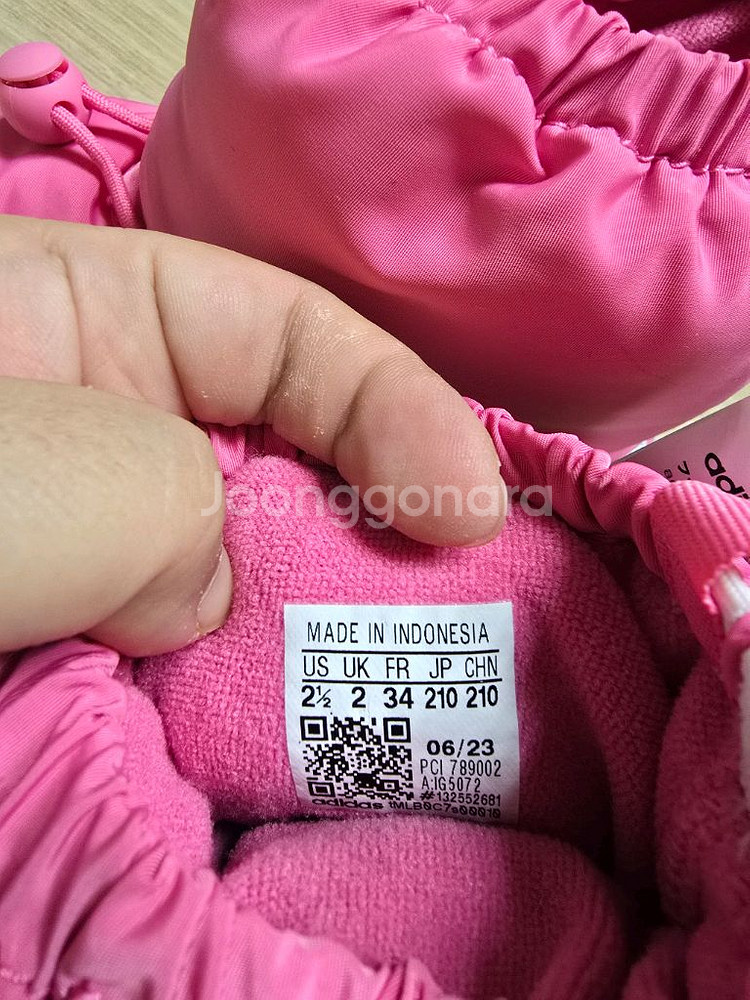 Joonggonara
MADE IN INDONESIA
US UK FR JP CHN
2½ 2 34 210 210
06/23
PCI 789002
A:IG5072
#132552681
adidas